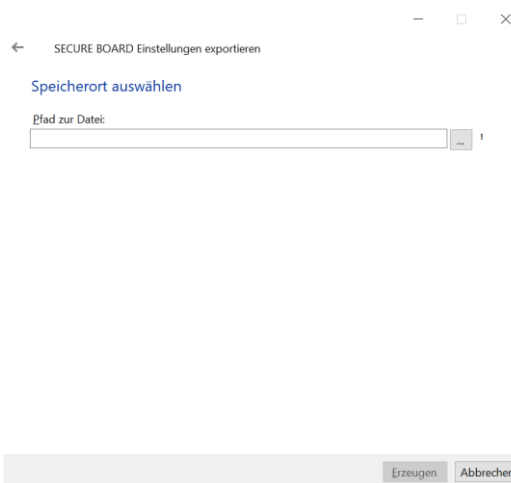 SECURE BOARD Einstellungen exportieren
Speicherort auswählen
Pfad zur Datei:
... !
Erzeugen Abbrechen